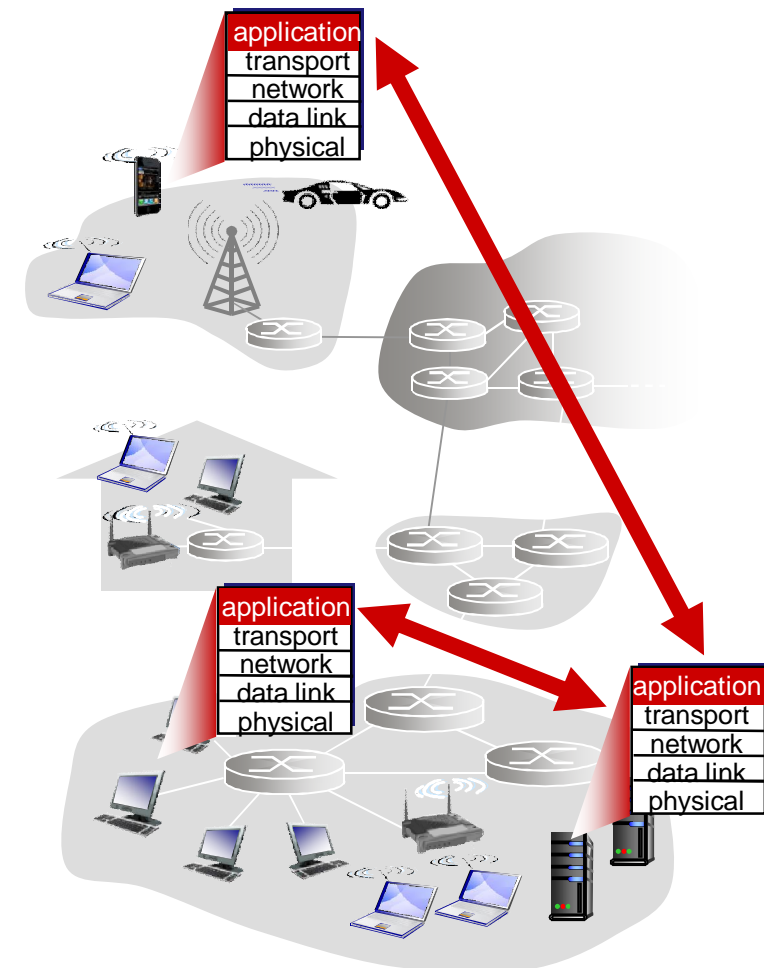 application
transport
network
data link
physical
application
transport
network
data link
physical
application
transport
network
data link
physical